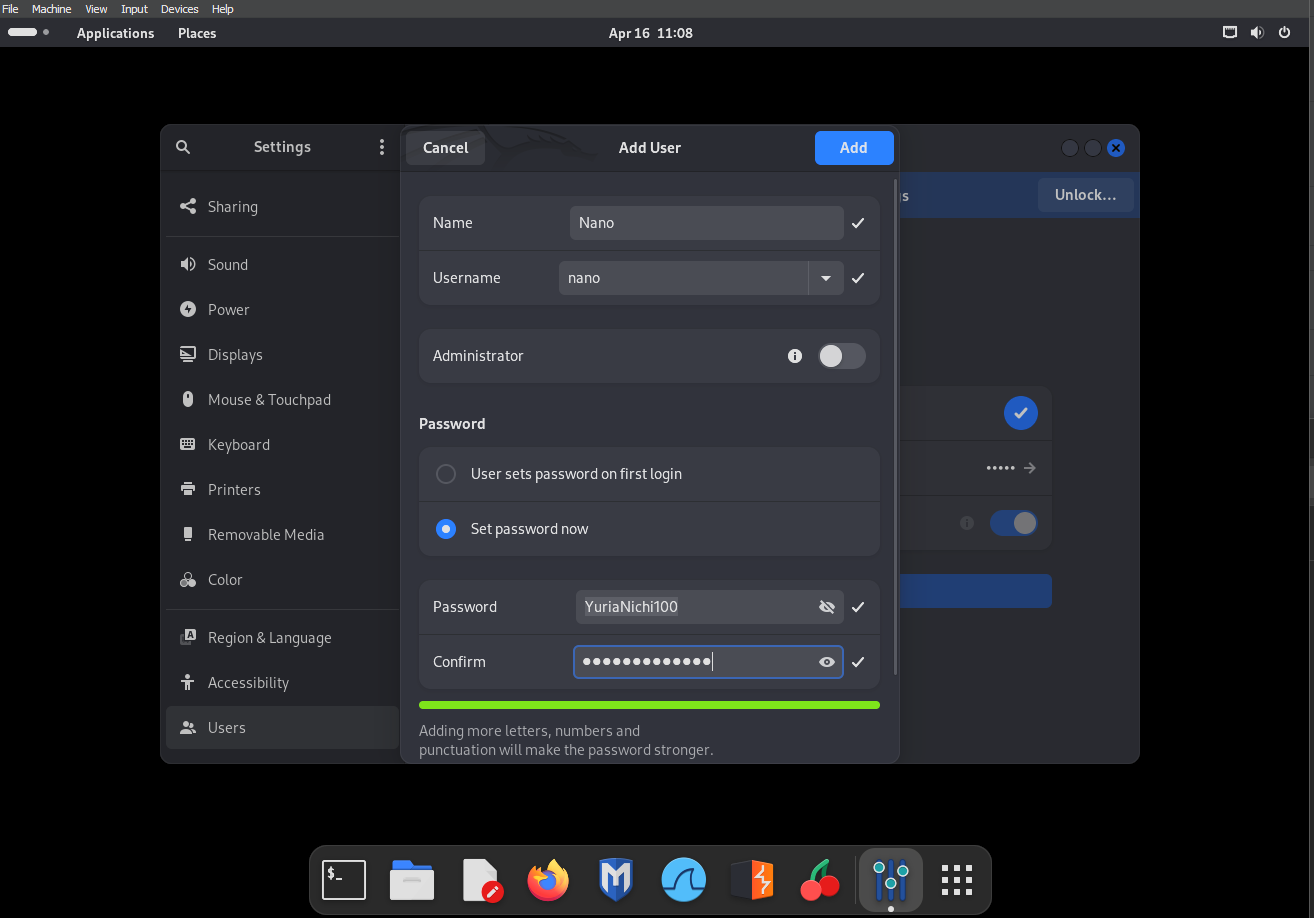 File Machine View Input Devices Help
Applications Places Apr 16 11:08
Settings
Cancel Add User Add
gs Unlock...
Sharing
Sound
Power
Displays
Mouse & Touchpad
Keyboard
Printers
Removable Media
Color
Region & Language
Accessibility
Users
Name Nano
Username nano
Administrator
Password
User sets password on first login
Set password now
Password YuriaNichi100
Confirm ●●●●●●●●●●●●●
Adding more letters, numbers and
punctuation will make the password stronger.
•••••
$_